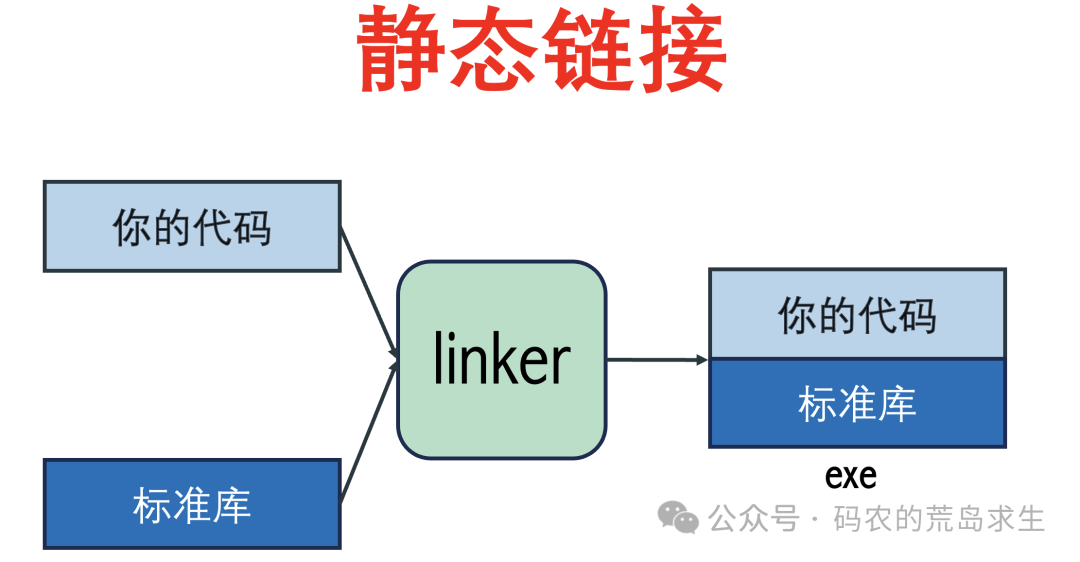 静态链接
你的代码
linker
你的代码
标准库
标准库
exe
公众号 · 码农的荒岛求生